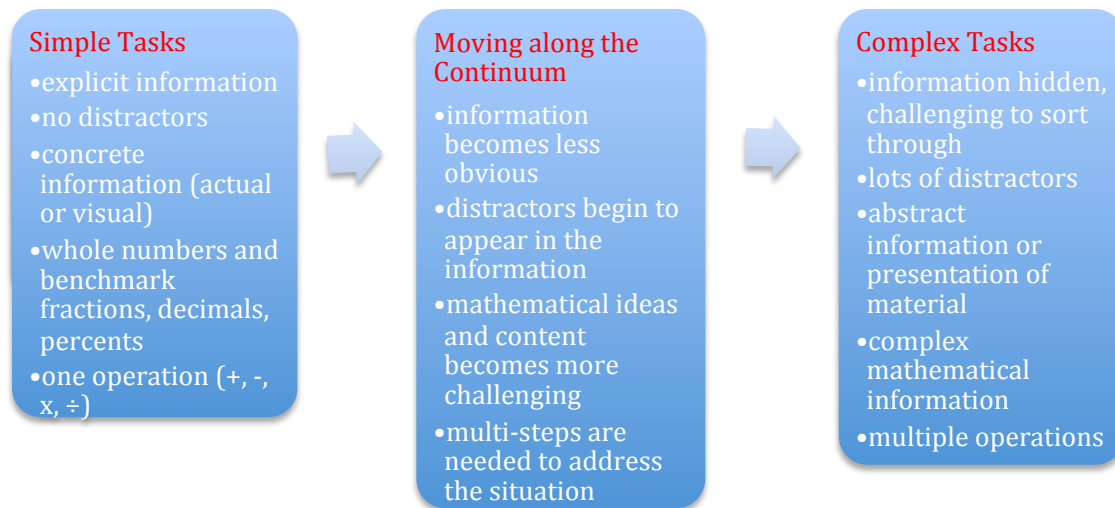 Simple Tasks
•explicit information
•no distractors
•concrete
information (actual
or visual)
•whole numbers and
benchmark
fractions, decimals,
percents
•one operation (+, -,
x, ÷)
Moving along the
Continuum
•information
becomes less
obvious
•distractors begin to
appear in the
information
•mathematical ideas
and content
becomes more
challenging
•multi-steps are
needed to address
the situation
Complex Tasks
•information hidden,
challenging to sort
through
•lots of distractors
•abstract
information or
presentation of
material
•complex
mathematical
information
•multiple operations